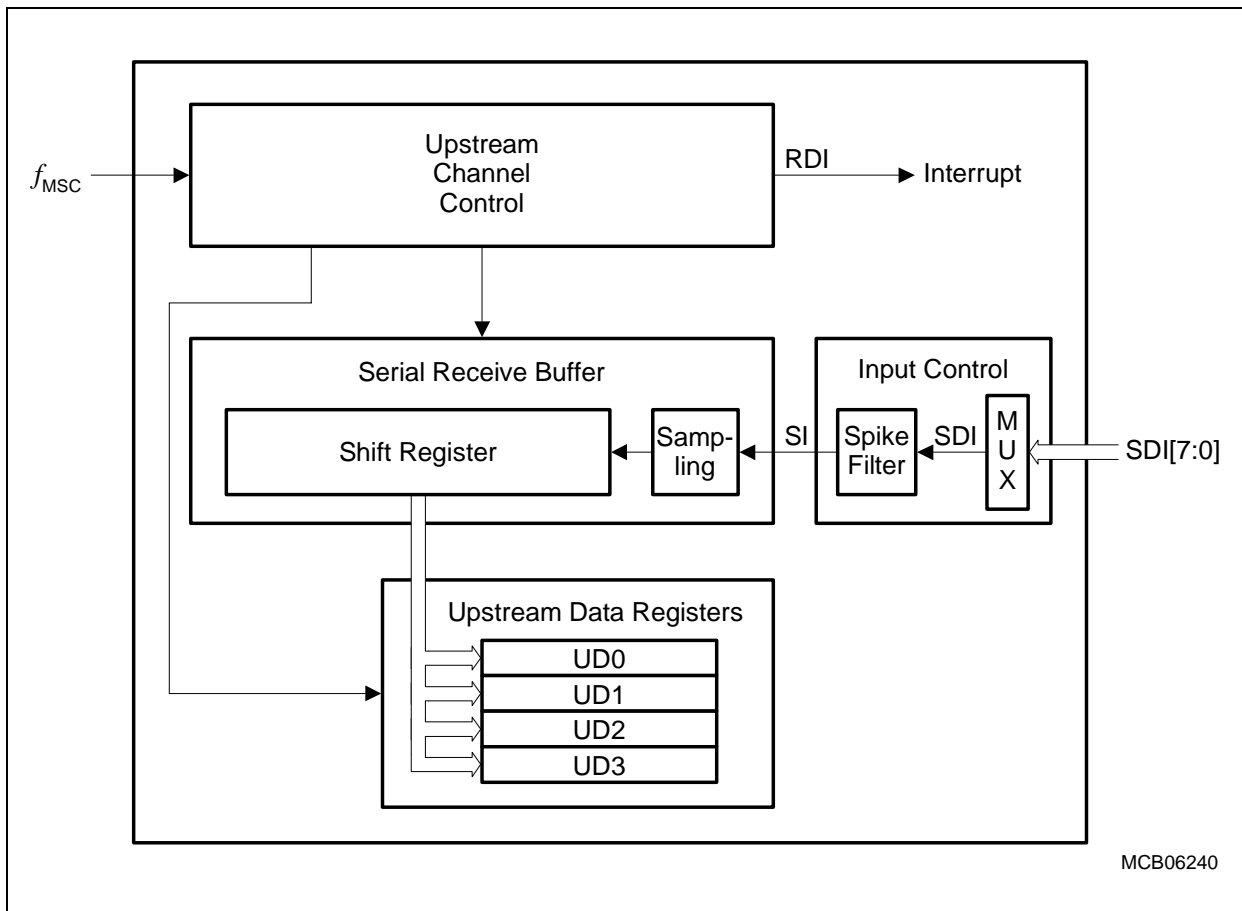 Upstream
Channel
Control
RDI
Interrupt
fMSC
Serial Receive Buffer
Input Control
Shift Register
Samp-
ling
SI
Spike
Filter
SDI
M
U
X
SDI[7:0]
Upstream Data Registers
UD0
UD1
UD2
UD3
MCB06240